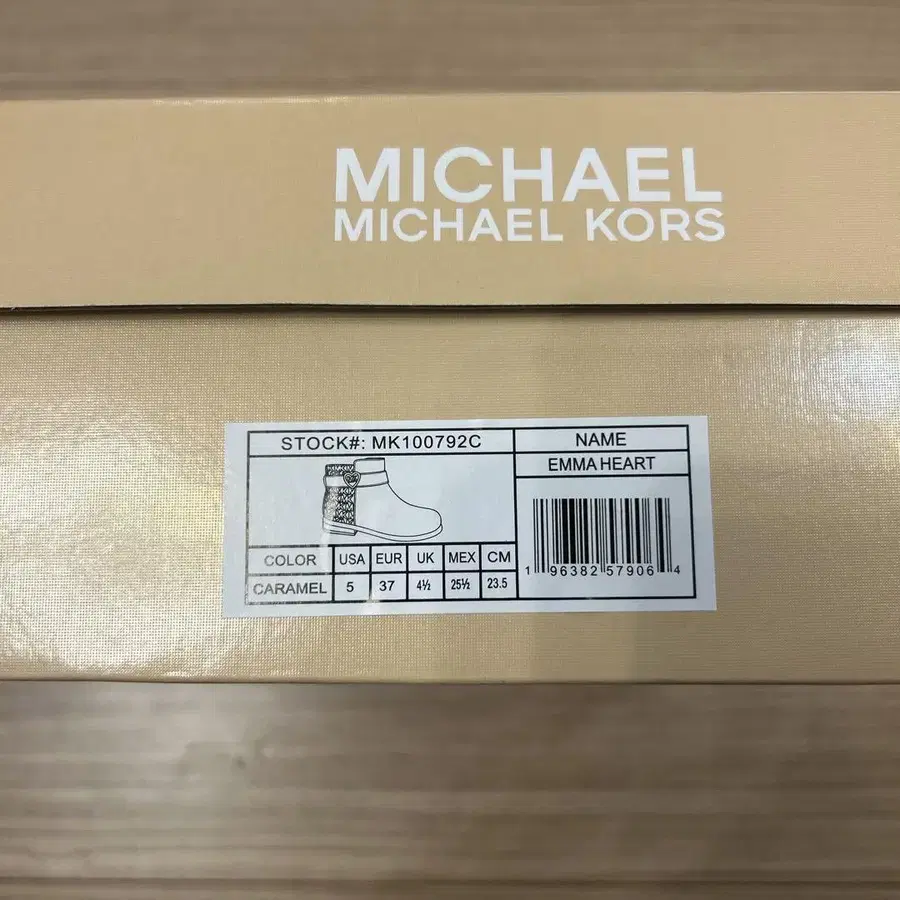 MICHAEL
MICHAEL KORS
STOCK#: MK100792C
NAME
EMMA HEART
COLOR USA EUR UK MEX CM
CARAMEL 5 37 4½ 25½ 23.5
1 96382 57906 4